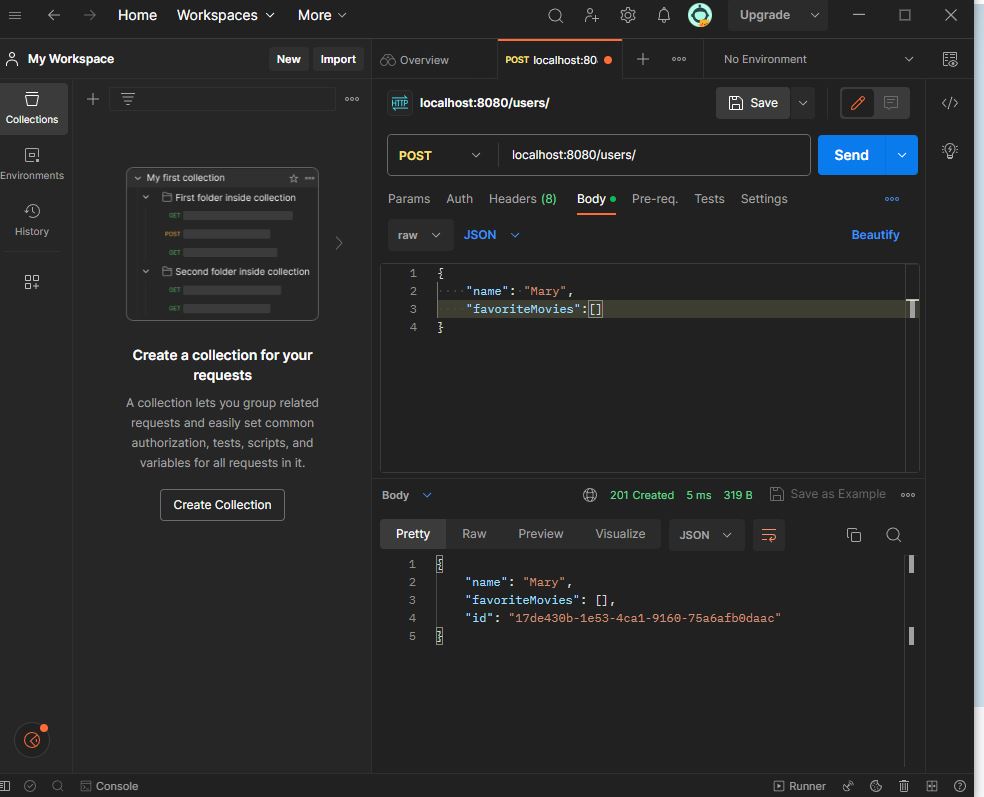 Home Workspaces More Upgrade
My Workspace New Import Overview POST localhost:80 No Environment
Collections
HTTP localhost:8080/users/ Save
POST localhost:8080/users/ Send
Environments
Params Auth Headers (8) Body Pre-req. Tests Settings
History
raw JSON Beautify
My first collection
First folder inside collection
GET
POST
GET
Second folder inside collection
GET
GET
1 {
2 "name": "Mary",
3 "favoriteMovies":[]
4 }
Create a collection for your
requests
A collection lets you group related
requests and easily set common
authorization, tests, scripts, and
variables for all requests in it.
Create Collection
Body 201 Created 5 ms 319 B Save as Example
Pretty Raw Preview Visualize JSON
1 {
2 "name": "Mary",
3 "favoriteMovies": [],
4 "id": "17de430b-1e53-4ca1-9160-75a6afb0daac"
5 }
Console Runner